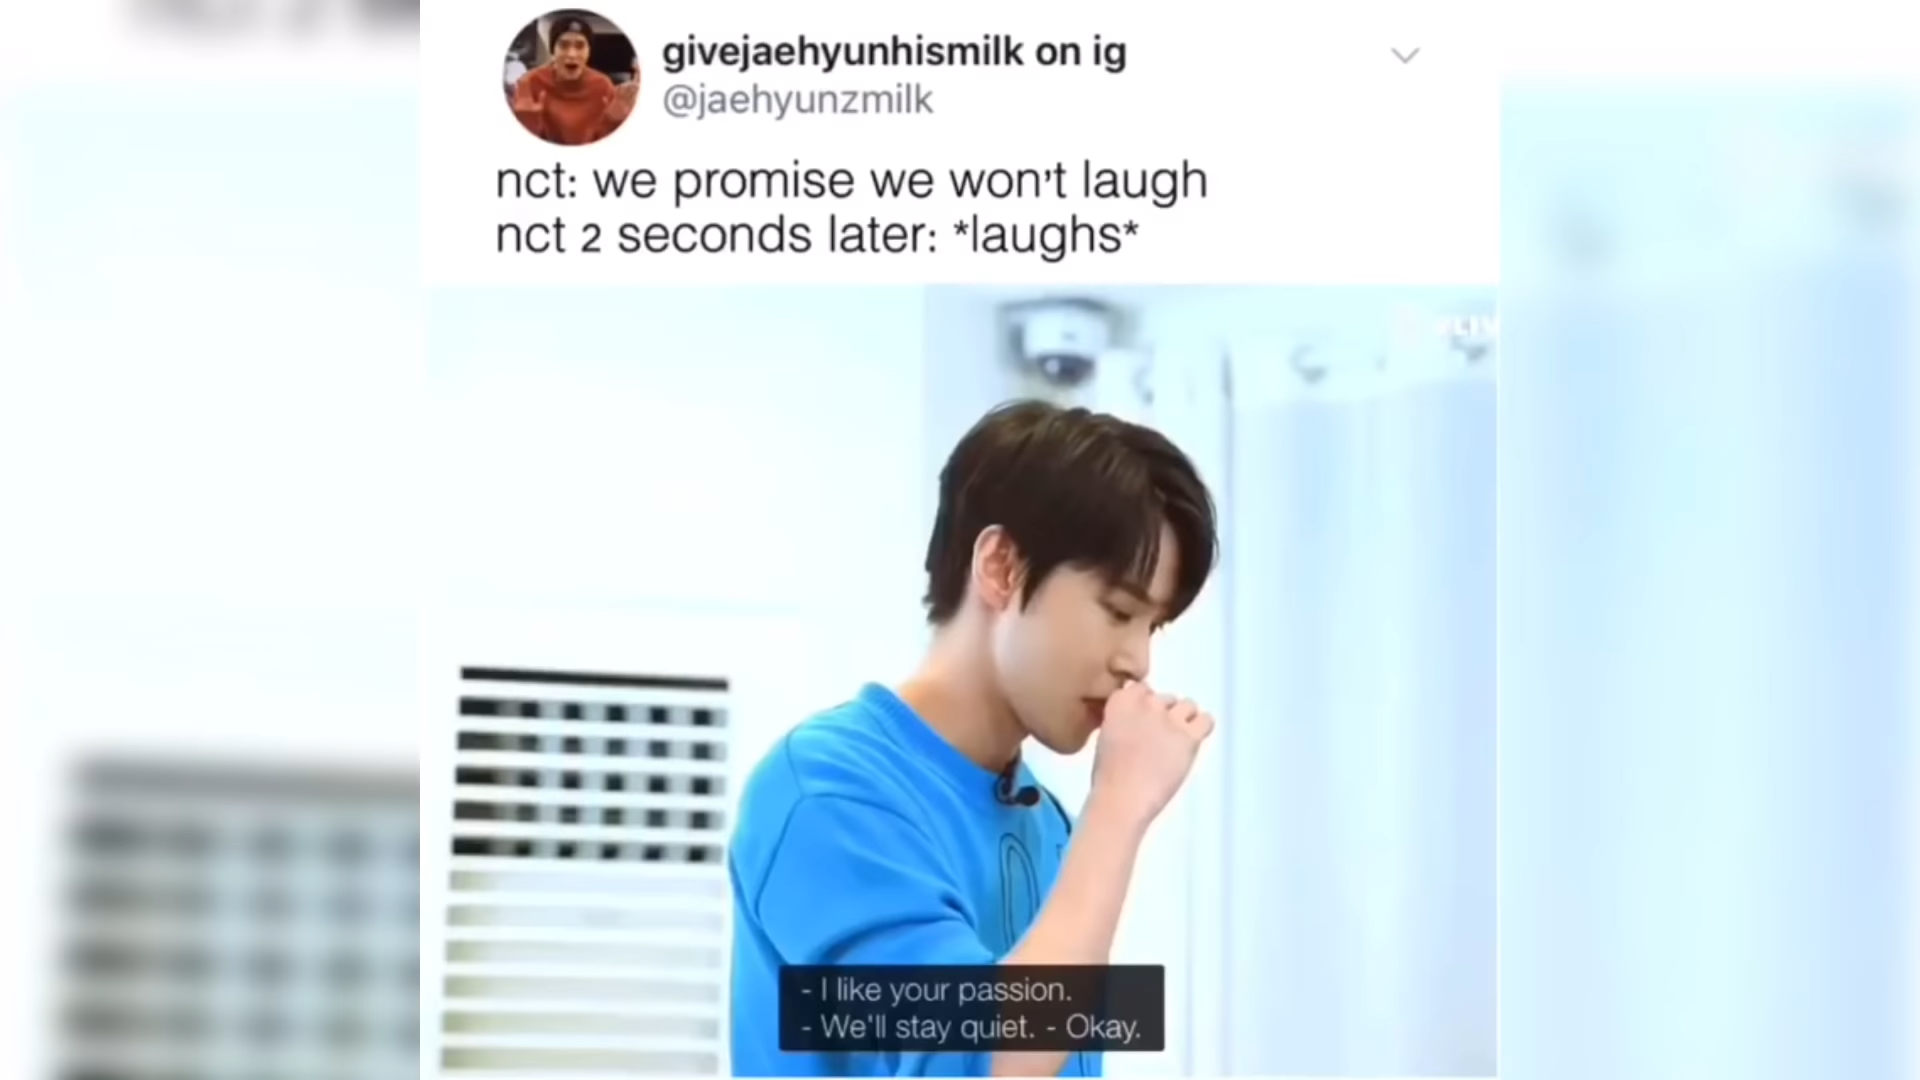 givejaehyunhismilk on ig
@jaehyunzmilk
nct: we promise we won't laugh
nct 2 seconds later: *laughs*
- I like your passion.
- We'll stay quiet. - Okay.